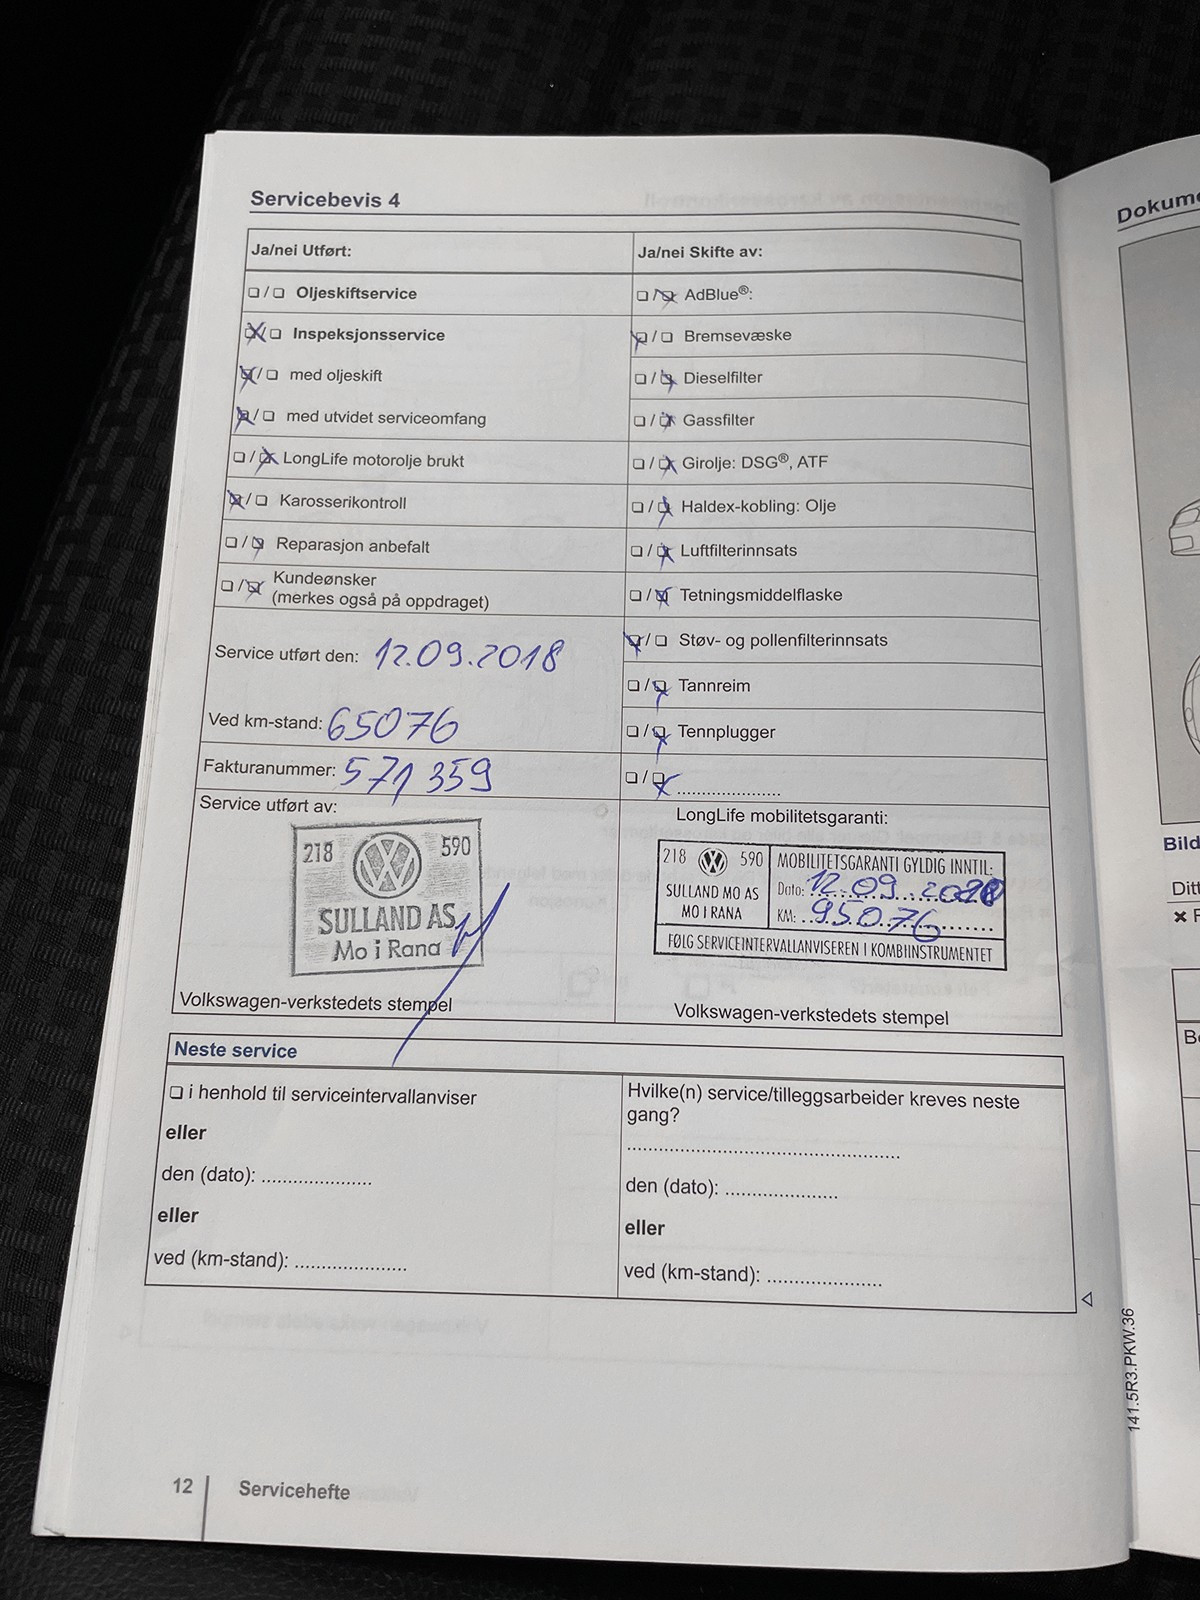 Servicebevis 4
Ja/nei Utført:
❏ / ❏ Oljeskiftservice
☒ / ❏ Inspeksjonsservice
☒ / ❏ med oljeskift
☒ / ❏ med utvidet serviceomfang
❏ / ☒ LongLife motorolje brukt
☒ / ❏ Karosserikontroll
❏ / ☒ Reparasjon anbefalt
❏ / ☒ Kundeønsker
(merkes også på oppdraget)
Service utført den: 12.09.2018
Ved km-stand: 65076
Fakturanummer: 571 359
Service utført av:
218 590
SULLAND AS
Mo i Rana
Volkswagen-verkstedets stempel
Ja/nei Skifte av:
❏ / ☒ AdBlue®:
☒ / ❏ Bremsevæske
❏ / ☒ Dieselfilter
❏ / ☒ Gassfilter
❏ / ☒ Girolje: DSG®, ATF
❏ / ☒ Haldex-kobling: Olje
❏ / ☒ Luftfilterinnsats
❏ / ☒ Tetningsmiddelflaske
☒ / ❏ Støv- og pollenfilterinnsats
❏ / ☒ Tannreim
❏ / ☒ Tennplugger
❏ / ☒ .....................
LongLife mobilitetsgaranti:
218 590
SULLAND MO AS
MO I RANA
MOBILITETSGARANTI GYLDIG INNTIL:
Dato: 12.09.
KM: 95076
FØLG SERVICEINTERVALLANVISEREN I KOMBIINSTRUMENTET
Volkswagen-verkstedets stempel
Neste service
❏ i henhold til serviceintervallanviser
eller
den (dato): ......................
eller
ved (km-stand): ......................
Hvilke(n) service/tilleggsarbeider kreves neste
gang?
.....................................................
den (dato): ......................
eller
ved (km-stand): ......................
141.5R3.PKW.36
12 Servicehefte
Dokume
Bild
Ditt